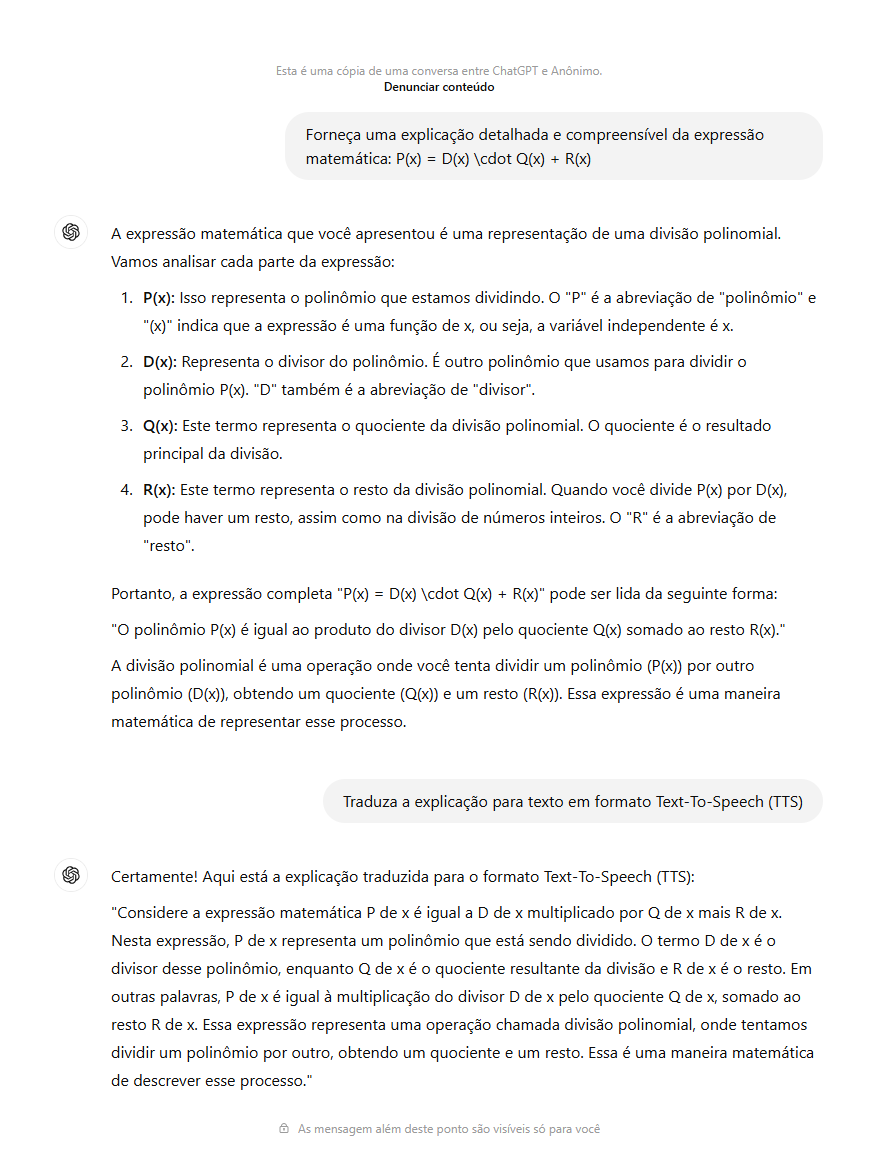 Esta é uma cópia de uma conversa entre ChatGPT e Anônimo.
Denunciar conteúdo
Forneça uma explicação detalhada e compreensível da expressão
matemática: P(x) = D(x) \cdot Q(x) + R(x)
A expressão matemática que você apresentou é uma representação de uma divisão polinomial.
Vamos analisar cada parte da expressão:
1. P(x): Isso representa o polinômio que estamos dividindo. O "P" é a abreviação de "polinômio" e
"(x)" indica que a expressão é uma função de x, ou seja, a variável independente é x.
2. D(x): Representa o divisor do polinômio. É outro polinômio que usamos para dividir o
polinômio P(x). "D" também é a abreviação de "divisor".
3. Q(x): Este termo representa o quociente da divisão polinomial. O quociente é o resultado
principal da divisão.
4. R(x): Este termo representa o resto da divisão polinomial. Quando você divide P(x) por D(x),
pode haver um resto, assim como na divisão de números inteiros. O "R" é a abreviação de
"resto".
Portanto, a expressão completa "P(x) = D(x) \cdot Q(x) + R(x)" pode ser lida da seguinte forma:
"O polinômio P(x) é igual ao produto do divisor D(x) pelo quociente Q(x) somado ao resto R(x)."
A divisão polinomial é uma operação onde você tenta dividir um polinômio (P(x)) por outro
polinômio (D(x)), obtendo um quociente (Q(x)) e um resto (R(x)). Essa expressão é uma maneira
matemática de representar esse processo.
Traduza a explicação para texto em formato Text-To-Speech (TTS)
Certamente! Aqui está a explicação traduzida para o formato Text-To-Speech (TTS):
"Considere a expressão matemática P de x é igual a D de x multiplicado por Q de x mais R de x.
Nesta expressão, P de x representa um polinômio que está sendo dividido. O termo D de x é o
divisor desse polinômio, enquanto Q de x é o quociente resultante da divisão e R de x é o resto. Em
outras palavras, P de x é igual à multiplicação do divisor D de x pelo quociente Q de x, somado ao
resto R de x. Essa expressão representa uma operação chamada divisão polinomial, onde tentamos
dividir um polinômio por outro, obtendo um quociente e um resto. Essa é uma maneira matemática
de descrever esse processo."
As mensagem além deste ponto são visíveis só para você